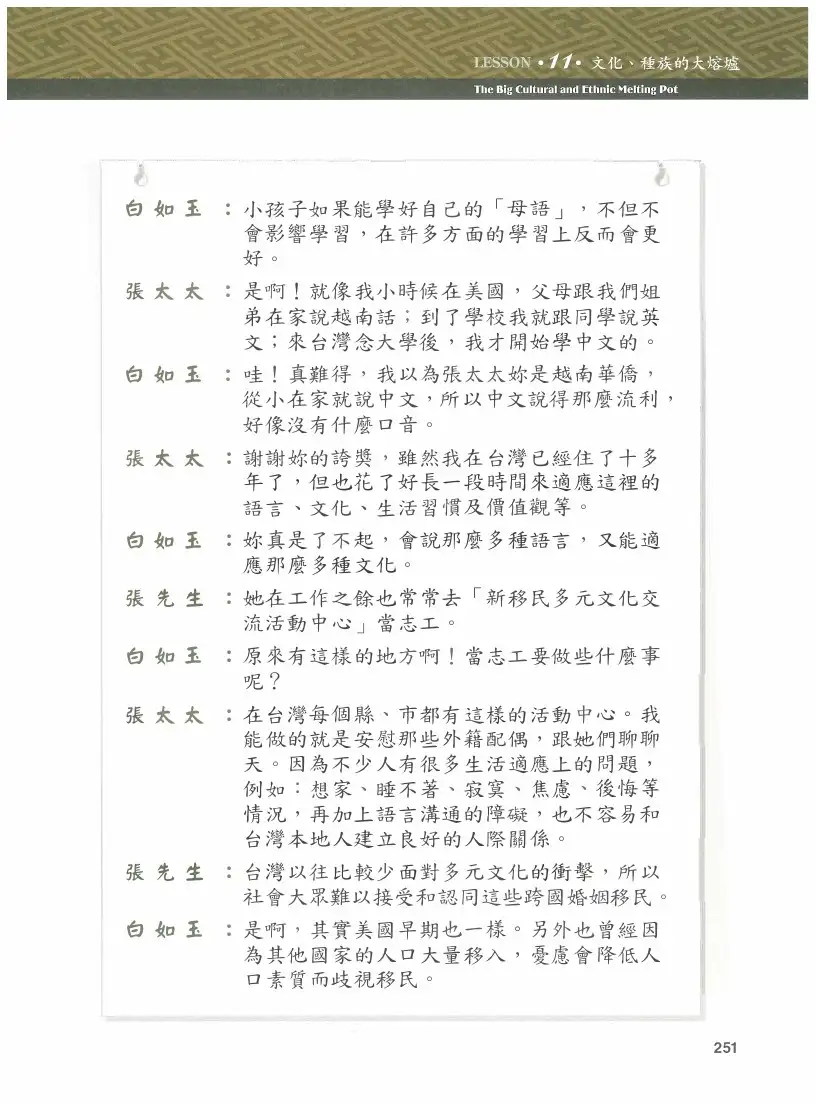 LESSON • 11 • 文化、種族的大熔爐
The Big Cultural and Ethnic Melting Pot
白如玉：小孩子如果能學好自己的「母語」，不但不
會影響學習，在許多方面的學習上反而會更
好。
張太太：是啊！就像我小時候在美國，父母跟我們姐
弟在家說越南話；到了學校我就跟同學說英
文；來台灣念大學後，我才開始學中文的。
白如玉：哇！真難得，我以為張太太妳是越南華僑，
從小在家就說中文，所以中文說得那麼流利，
好像沒有什麼口音。
張太太：謝謝妳的誇獎，雖然我在台灣已經住了十多
年了，但也花了好長一段時間來適應這裡的
語言、文化、生活習慣及價值觀等。
白如玉：妳真是了不起，會說那麼多種語言，又能適
應那麼多種文化。
張先生：她在工作之餘也常常去「新移民多元文化交
流活動中心」當志工。
白如玉：原來有這樣的地方啊！當志工要做些什麼事
呢？
張太太：在台灣每個縣、市都有這樣的活動中心。我
能做的就是安慰那些外籍配偶，跟她們聊聊
天。因為不少人有很多生活適應上的問題，
例如：想家、睡不著、寂寞、焦慮、後悔等
情況，再加上語言溝通的障礙，也不容易和
台灣本地人建立良好的人際關係。
張先生：台灣以往比較少面對多元文化的衝擊，所以
社會大眾難以接受和認同這些跨國婚姻移民。
白如玉：是啊，其實美國早期也一樣。另外也曾經因
為其他國家的人口大量移入，憂慮會降低人
口素質而歧視移民。
251